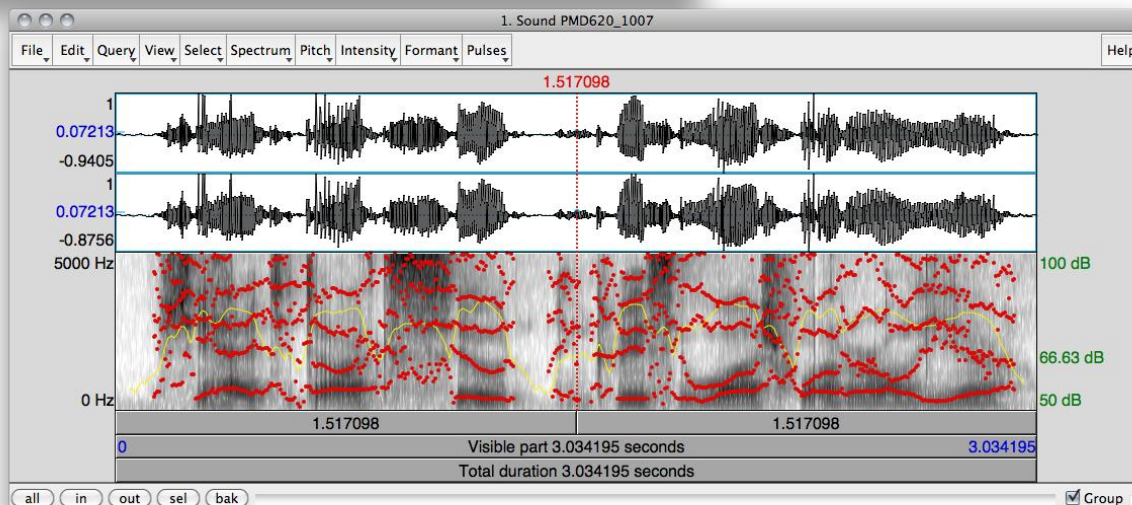 1. Sound PMD620_1007
File Edit Query View Select Spectrum Pitch Intensity Formant Pulses Help
1.517098
1
0.07213
-0.9405
1
0.07213
-0.8756
5000 Hz
100 dB
66.63 dB
0 Hz
50 dB
1.517098 1.517098
0 Visible part 3.034195 seconds 3.034195
Total duration 3.034195 seconds
all in out sel bak Group